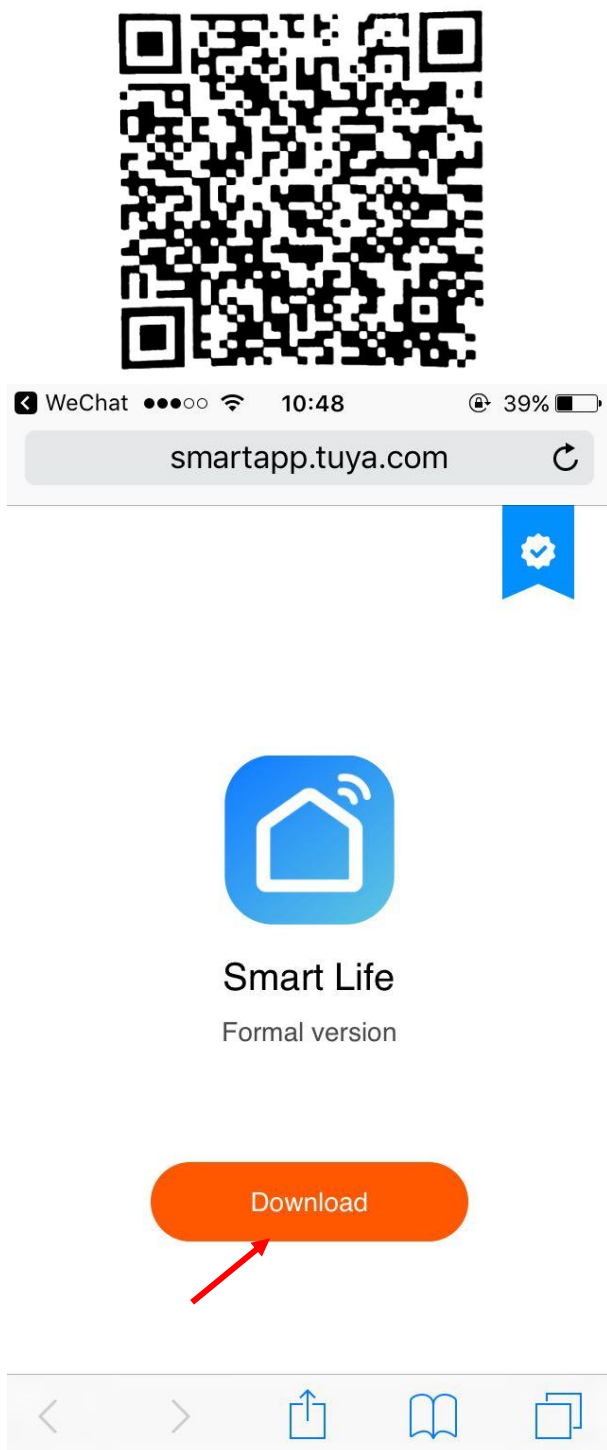 WeChat 10:48 39%
smartapp.tuya.com
Smart Life
Formal version
Download